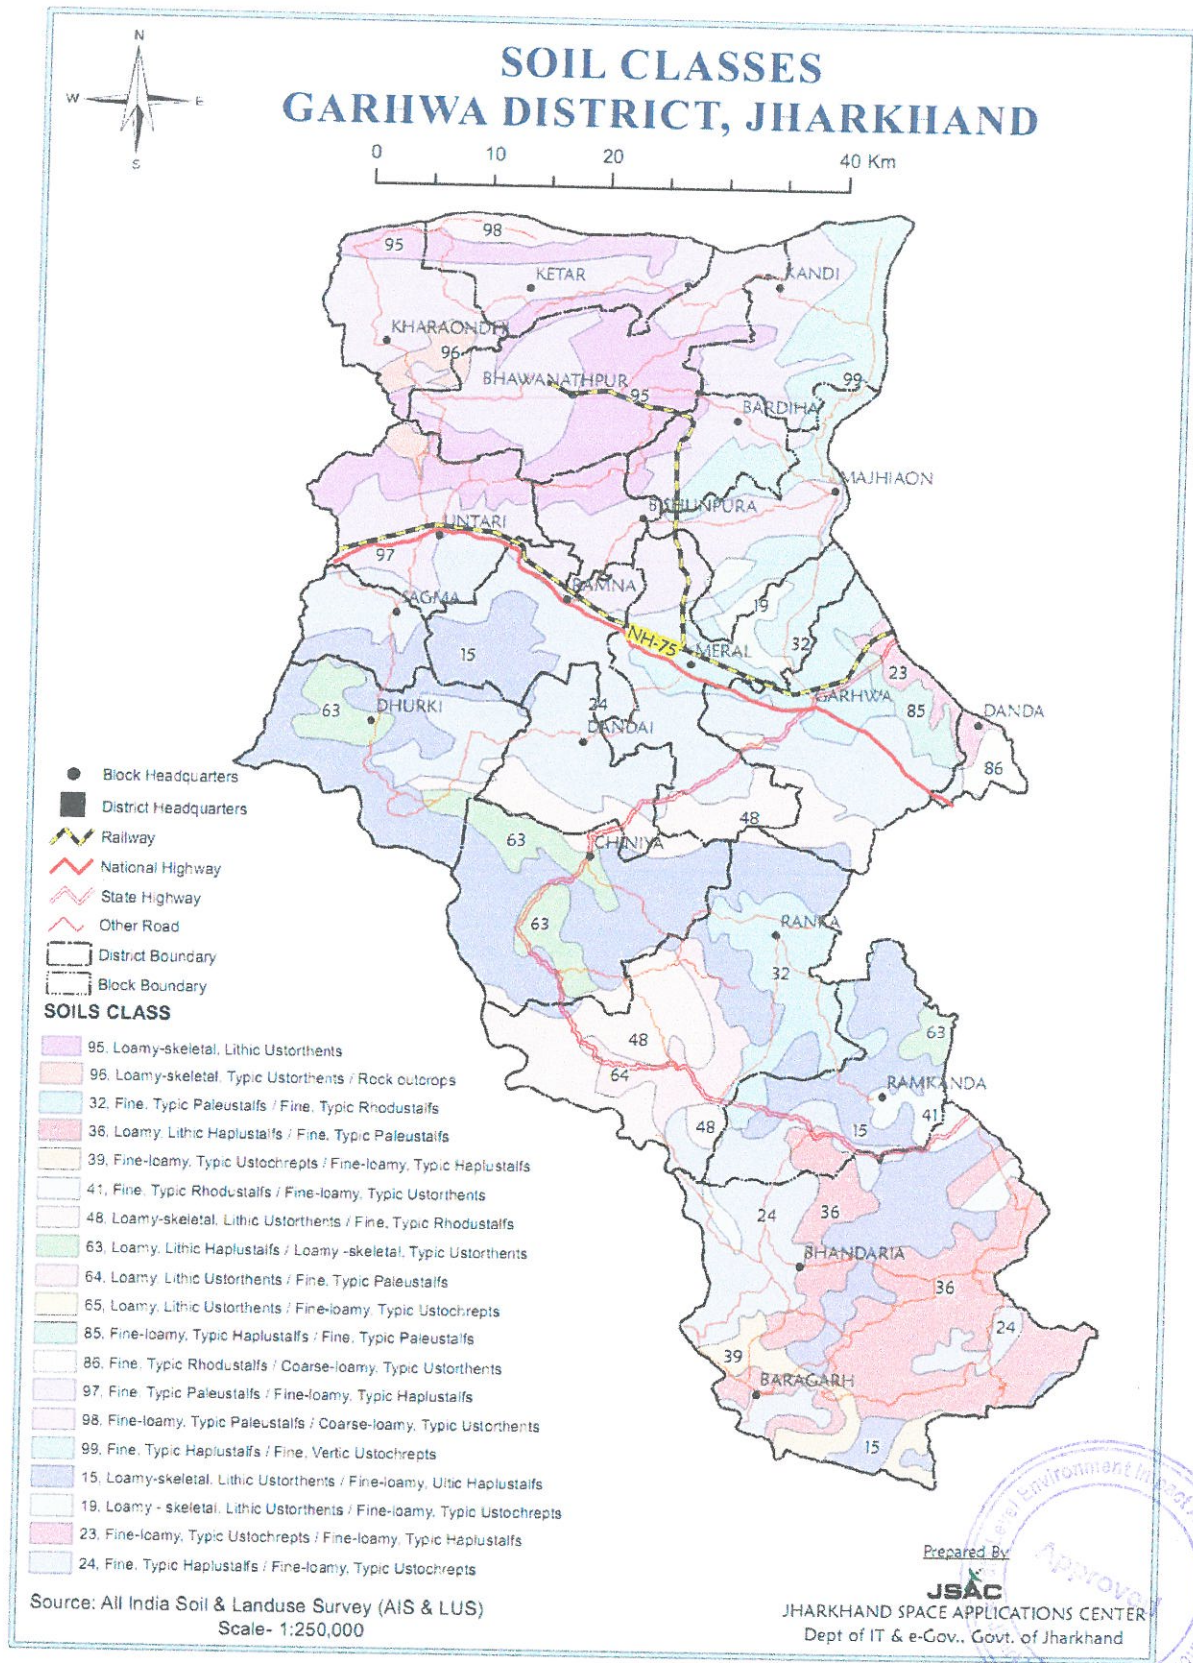 SOIL CLASSES
GARHWA DISTRICT, JHARKHAND
N
W E
S
0 10 20 40 Km
98
95
KETAR
KANDI
KHARAONDHI
96
BHAWANATHPUR
95
99
BARDIHA
MAJHIAON
BISHUNPURA
UNTARI
97
RAMNA
SAGMA
19
NH-75
32
15
MERAL
23
63
DHURKI
24
GARHWA
85
DANDA
DANDAI
86
48
63
CHINIYA
63
RANKA
32
48
63
64
RAMKANDA
48
15
41
24
36
BHANDARIA
36
24
39
BARAGARH
15
Block Headquarters
District Headquarters
Railway
National Highway
State Highway
Other Road
District Boundary
Block Boundary
SOILS CLASS
95, Loamy-skeletal, Lithic Ustorthents
96, Loamy-skeletal, Typic Ustorthents / Rock outcrops
32, Fine, Typic Paleustalfs / Fine, Typic Rhodustalfs
36, Loamy, Lithic Haplustalfs / Fine, Typic Paleustalfs
39, Fine-loamy, Typic Ustochrepts / Fine-loamy, Typic Haplustalfs
41, Fine, Typic Rhodustalfs / Fine-loamy, Typic Ustorthents
48, Loamy-skeletal, Lithic Ustorthents / Fine, Typic Rhodustalfs
63, Loamy, Lithic Haplustalfs / Loamy -skeletal, Typic Ustorthents
64, Loamy, Lithic Ustorthents / Fine, Typic Paleustalfs
65, Loamy, Lithic Ustorthents / Fine-loamy, Typic Ustochrepts
85, Fine-loamy, Typic Haplustalfs / Fine, Typic Paleustalfs
86, Fine, Typic Rhodustalfs / Coarse-loamy, Typic Ustorthents
97, Fine, Typic Paleustalfs / Fine-loamy, Typic Haplustalfs
98, Fine-loamy, Typic Paleustalfs / Coarse-loamy, Typic Ustorthents
99, Fine, Typic Haplustalfs / Fine, Vertic Ustochrepts
15, Loamy-skeletal, Lithic Ustorthents / Fine-loamy, Ultic Haplustalfs
19, Loamy - skeletal, Lithic Ustorthents / Fine-loamy, Typic Ustochrepts
23, Fine-loamy, Typic Ustochrepts / Fine-loamy, Typic Haplustalfs
24, Fine, Typic Haplustalfs / Fine-loamy, Typic Ustochrepts
Source: All India Soil & Landuse Survey (AIS & LUS)
Scale- 1:250,000
Prepared By
JSAC
JHARKHAND SPACE APPLICATIONS CENTER
Dept of IT & e-Gov., Govt. of Jharkhand
Level Environment Impact
Approved